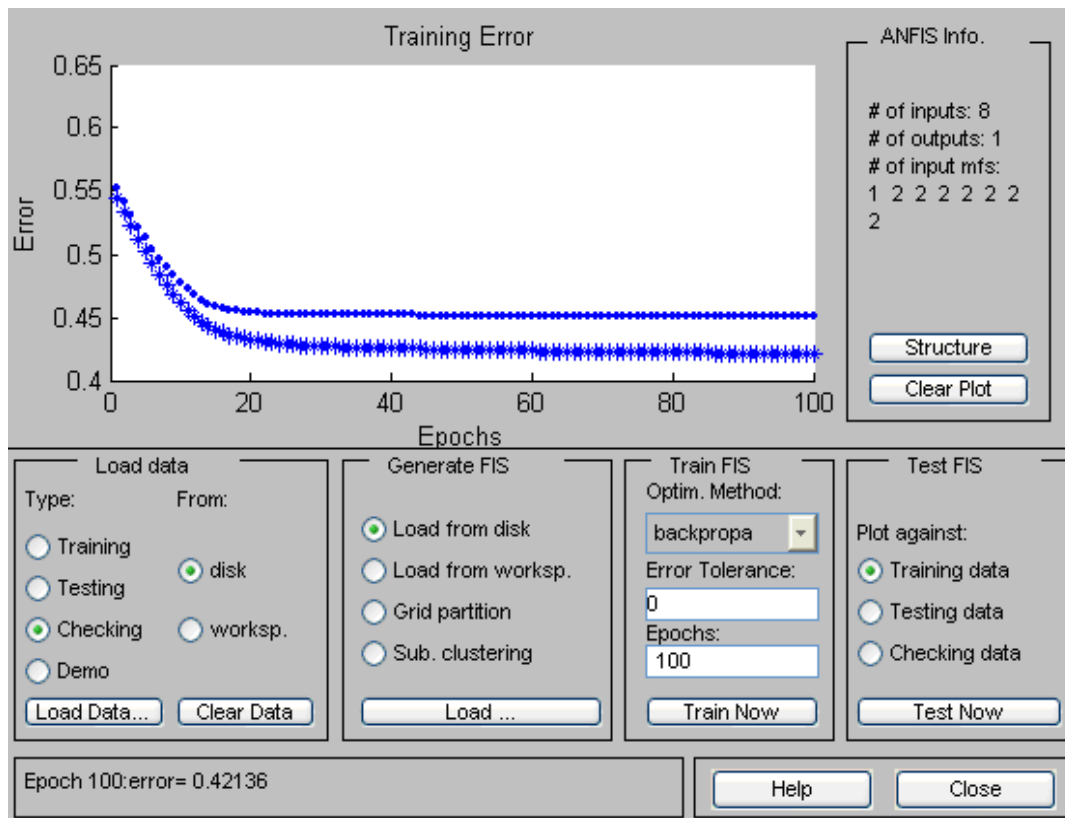 Training Error
0.65
0.6
0.55
0.5
0.45
0.4
Error
0
20
40
60
80
100
Epochs
ANFIS Info.
# of inputs: 8
# of outputs: 1
# of input mfs:
1 2 2 2 2 2 2
2
Structure
Clear Plot
Load data
Type:
From:
Training
Testing
Checking
Demo
disk
worksp.
Load Data...
Clear Data
Generate FIS
Load from disk
Load from worksp.
Grid partition
Sub. clustering
Load ...
Train FIS
Optim. Method:
backpropa
Error Tolerance:
0
Epochs:
100
Train Now
Test FIS
Plot against:
Training data
Testing data
Checking data
Test Now
Epoch 100:error= 0.42136
Help
Close